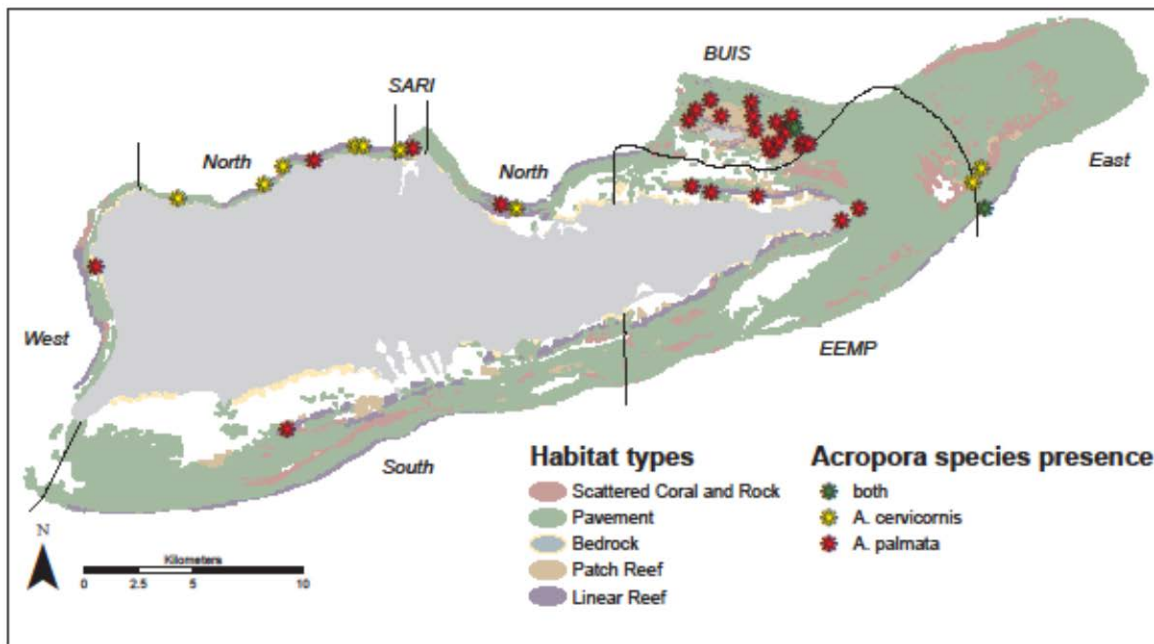 BUIS
SARI
North
North
East
West
EEMP
South
Habitat types
Scattered Coral and Rock
Pavement
Bedrock
Patch Reef
Linear Reef
Acropora species presence
both
A. cervicornis
A. palmata
N
Kilometers
0 2.5 5 10